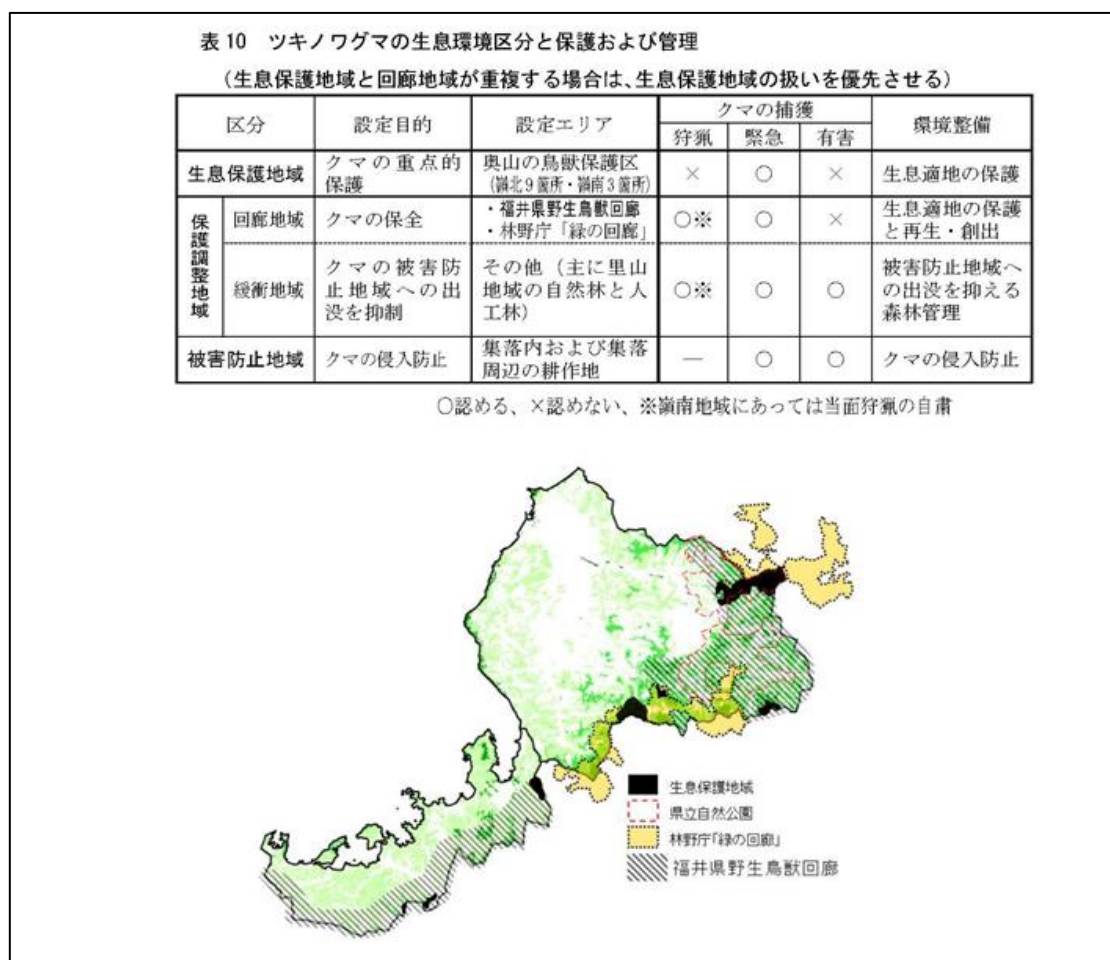 表 10 ツキノワグマの生息環境区分と保護および管理
(生息保護地域と回廊地域が重複する場合は、生息保護地域の扱いを優先させる)
区分 設定目的 設定エリア クマの捕獲 環境整備
狩猟 緊急 有害
生息保護地域 クマの重点的保護 奥山の鳥獣保護区(嶺北9箇所・嶺南3箇所) × ○ × 生息適地の保護
保護調整地域 回廊地域 クマの保全 ・福井県野生鳥獣回廊・林野庁「緑の回廊」 ○※ ○ × 生息適地の保護と再生・創出
緩衝地域 クマの被害防止地域への出没を抑制 その他(主に里山地域の自然林と人工林) ○※ ○ ○ 被害防止地域への出没を抑える森林管理
被害防止地域 クマの侵入防止 集落内および集落周辺の耕作地 ― ○ ○ クマの侵入防止
○認める、×認めない、※嶺南地域にあっては当面狩猟の自粛
生息保護地域
県立自然公園
林野庁「緑の回廊」
福井県野生鳥獣回廊